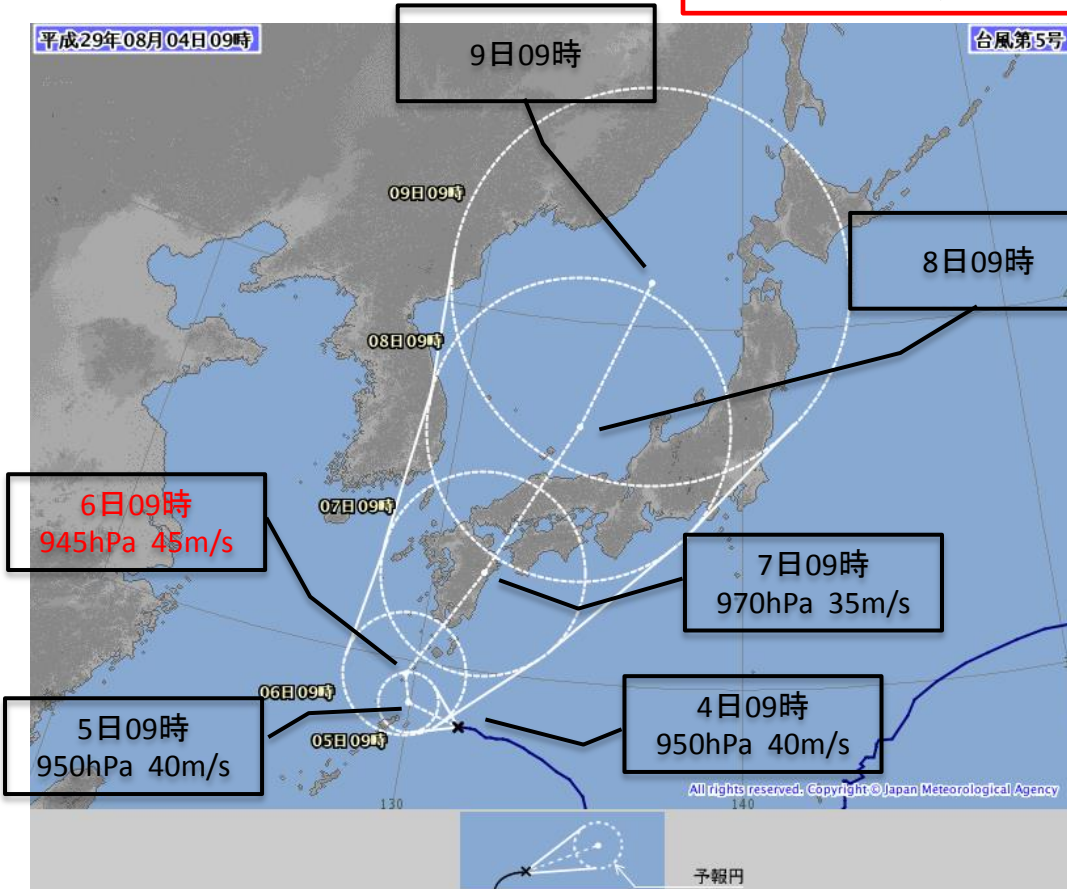 平成29年08月04日09時
台風第5号
9日09時
09日09時
8日09時
08日09時
6日09時
945hPa 45m/s
07日09時
7日09時
970hPa 35m/s
06日09時
5日09時
950hPa 40m/s
05日09時
4日09時
950hPa 40m/s
All rights reserved. Copyright © Japan Meteorological Agency
130
140
予報円